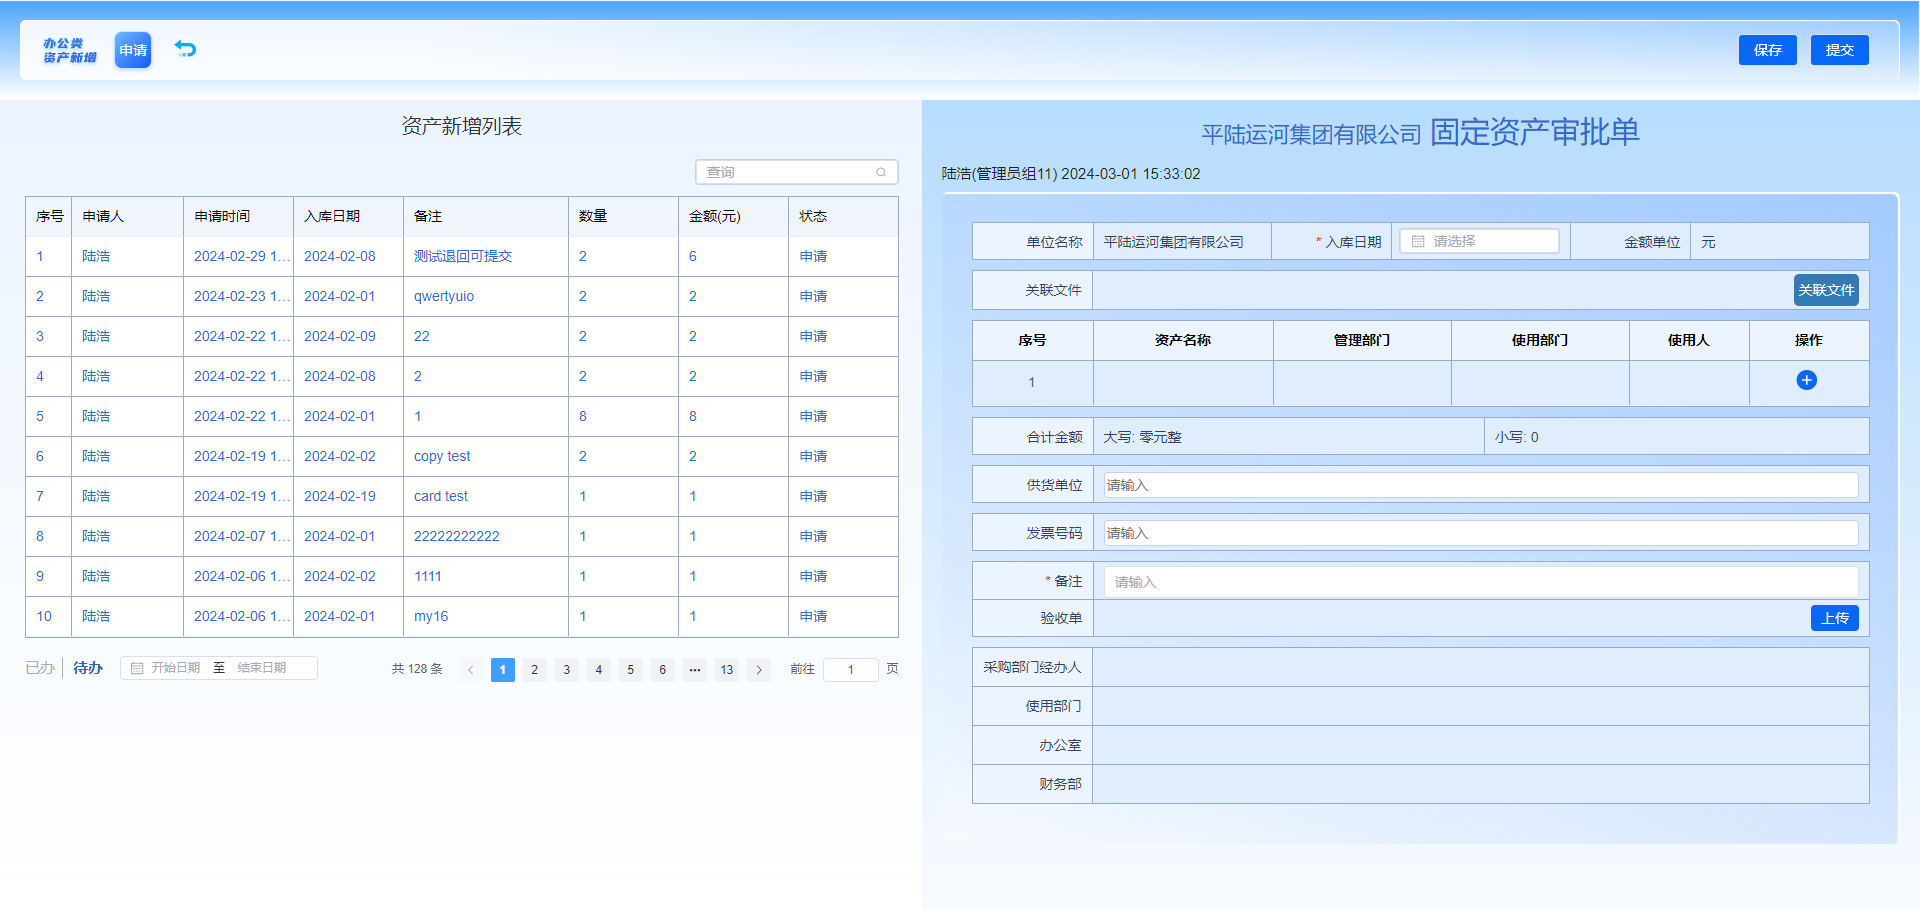 办公类
资产新增
申请
保存 提交
资产新增列表
查询
序号 申请人 申请时间 入库日期 备注 数量 金额(元) 状态
1 陆浩 2024-02-29 1... 2024-02-08 测试退回可提交 2 6 申请
2 陆浩 2024-02-23 1... 2024-02-01 qwertyuio 2 2 申请
3 陆浩 2024-02-22 1... 2024-02-09 22 2 2 申请
4 陆浩 2024-02-22 1... 2024-02-08 2 2 2 申请
5 陆浩 2024-02-22 1... 2024-02-01 1 8 8 申请
6 陆浩 2024-02-19 1... 2024-02-02 copy test 2 2 申请
7 陆浩 2024-02-19 1... 2024-02-19 card test 1 1 申请
8 陆浩 2024-02-07 1... 2024-02-01 22222222222 1 1 申请
9 陆浩 2024-02-06 1... 2024-02-02 1111 1 1 申请
10 陆浩 2024-02-06 1... 2024-02-01 my16 1 1 申请
已办 待办 开始日期 至 结束日期 共 128 条 1 2 3 4 5 6 ··· 13 前往 1 页
平陆运河集团有限公司 固定资产审批单
陆浩(管理员组11) 2024-03-01 15:33:02
单位名称 平陆运河集团有限公司 * 入库日期 请选择 金额单位 元
关联文件 关联文件
序号 资产名称 管理部门 使用部门 使用人 操作
1
合计金额 大写: 零元整 小写: 0
供货单位 请输入
发票号码 请输入
* 备注 请输入
验收单 上传
采购部门经办人
使用部门
办公室
财务部